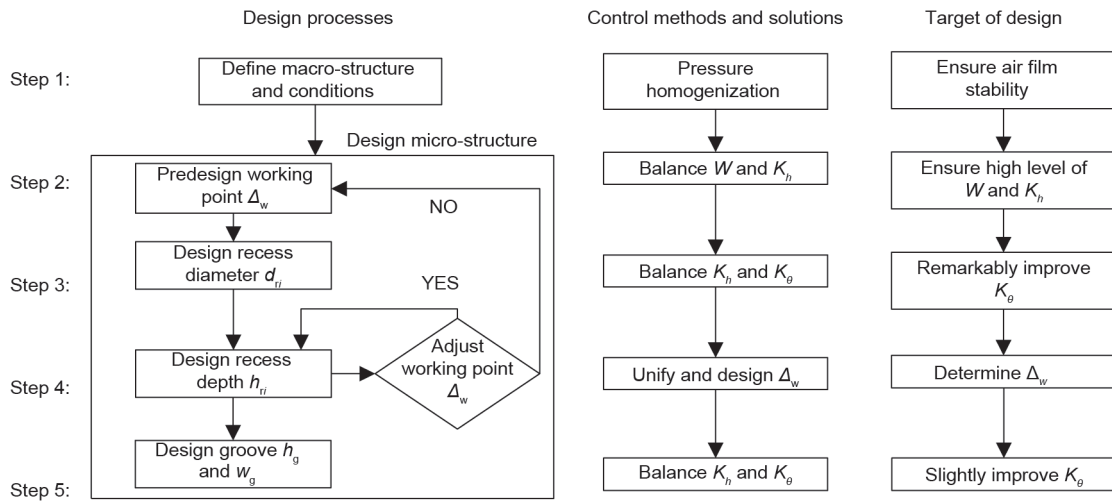 Design processes
Control methods and solutions
Target of design
Step 1:
Define macro-structure
and conditions
Pressure
homogenization
Ensure air film
stability
Design micro-structure
Step 2:
Predesign working
point Δw
NO
Balance W and Kh
Ensure high level of
W and Kh
Step 3:
Design recess
diameter dri
YES
Balance Kh and Kθ
Remarkably improve
Kθ
Step 4:
Design recess
depth hri
Adjust
working point
Δw
Unify and design Δw
Determine Δw
Step 5:
Design groove hg
and wg
Balance Kh and Kθ
Slightly improve Kθ